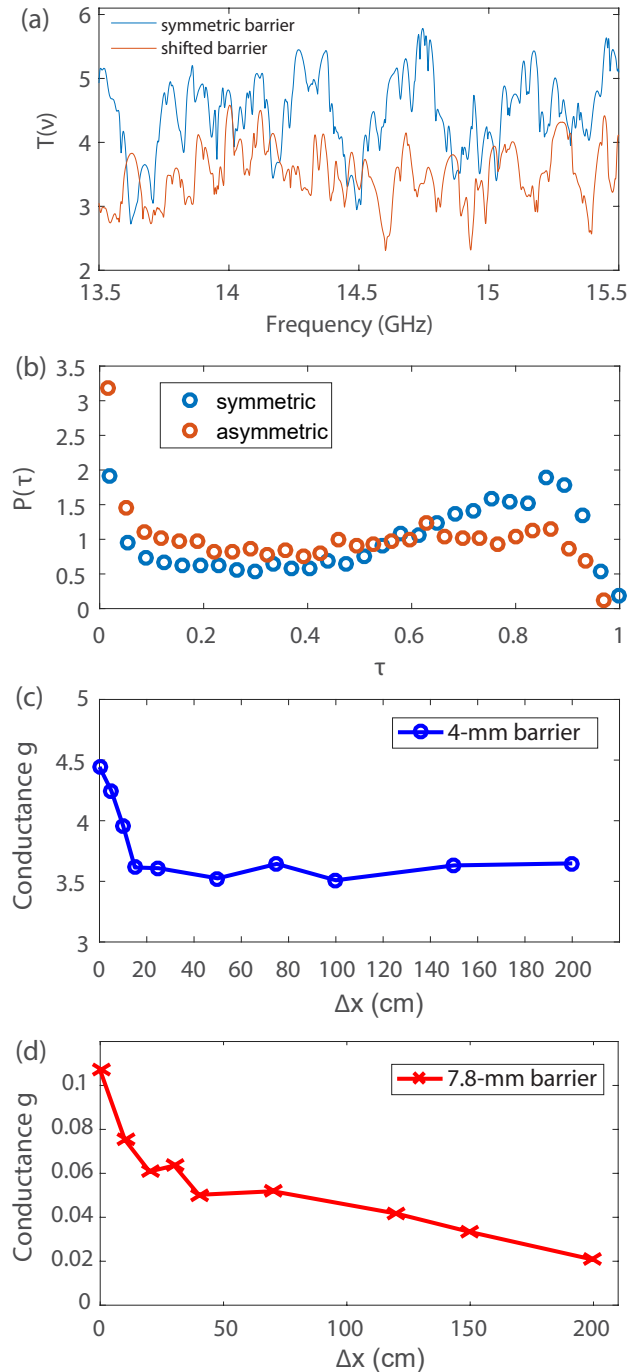 (a)
symmetric barrier
shifted barrier
6
5
4
3
2
T(ν)
13.5 14 14.5 15 15.5
Frequency (GHz)
(b)
3.5
3
2.5
2
1.5
1
0.5
0
P(τ)
symmetric
asymmetric
0 0.2 0.4 0.6 0.8 1
τ
(c)
5
4.5
4
3.5
3
Conductance g
4-mm barrier
0 20 40 60 80 100 120 140 160 180 200
Δx (cm)
(d)
0.1
0.08
0.06
0.04
0.02
0
Conductance g
7.8-mm barrier
0 50 100 150 200
Δx (cm)